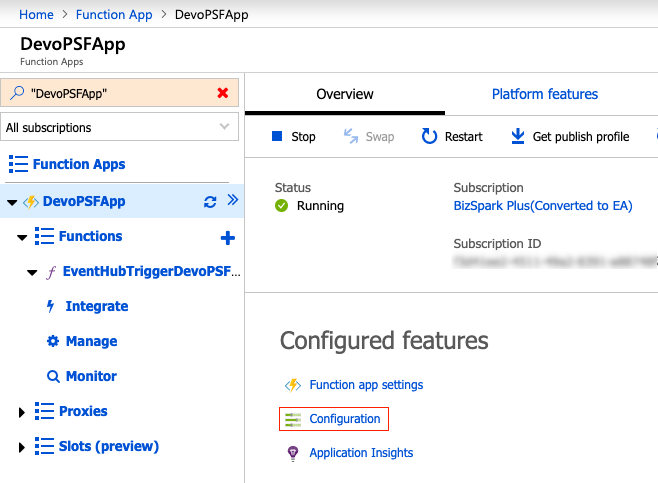 Home > Function App > DevoPSFApp
DevoPSFApp
Function Apps
"DevoPSFApp"
All subscriptions
Function Apps
DevoPSFApp
Functions
ƒ EventHubTriggerDevoPSF...
Integrate
Manage
Monitor
Proxies
Slots (preview)
Overview
Platform features
Stop
Swap
Restart
Get publish profile
Status
Running
Subscription
BizSpark Plus(Converted to EA)
Subscription ID
Configured features
Function app settings
Configuration
Application Insights